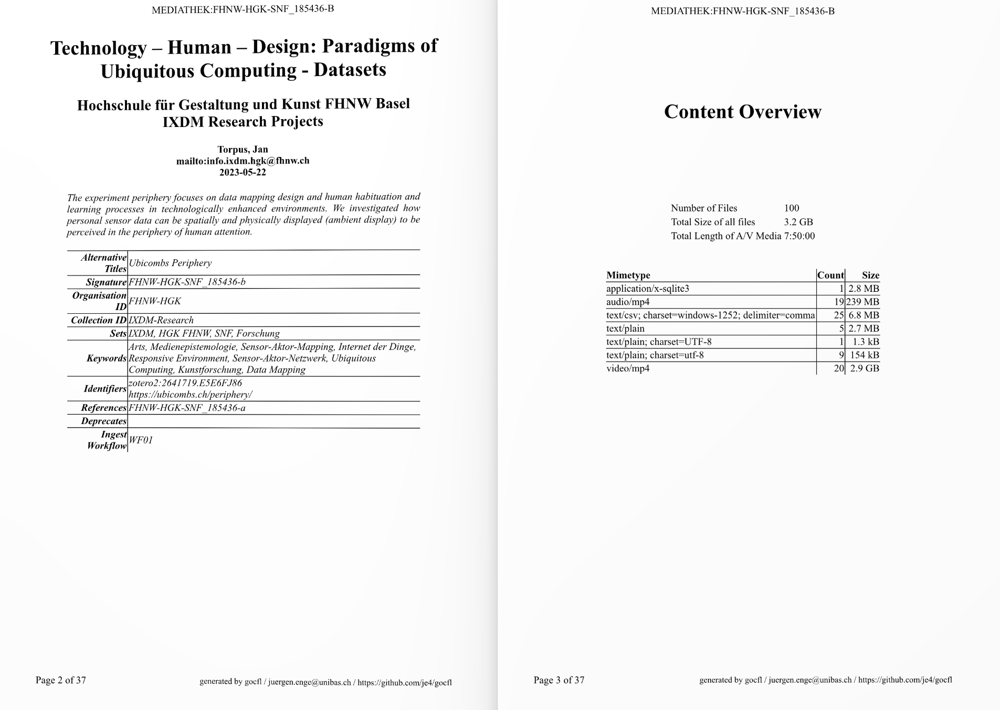 MEDIATHEK:FHNW-HGK-SNF_185436-B
Technology – Human – Design: Paradigms of
Ubiquitous Computing - Datasets
Hochschule für Gestaltung und Kunst FHNW Basel
IXDM Research Projects
Torpus, Jan
mailto:info.ixdm.hgk@fhnw.ch
2023-05-22
The experiment periphery focuses on data mapping design and human habituation and
learning processes in technologically enhanced environments. We investigated how
personal sensor data can be spatially and physically displayed (ambient display) to be
perceived in the periphery of human attention.
Alternative
Titles
Ubicombs Periphery
Signature FHNW-HGK-SNF_185436-b
Organisation
ID
FHNW-HGK
Collection ID IXDM-Research
Sets IXDM, HGK FHNW, SNF, Forschung
Keywords
Arts, Medienepistemologie, Sensor-Aktor-Mapping, Internet der Dinge,
Responsive Environment, Sensor-Aktor-Netzwerk, Ubiquitous
Computing, Kunstforschung, Data Mapping
Identifiers
zotero2:2641719.E5E6FJ86
https://ubicombs.ch/periphery/
References FHNW-HGK-SNF_185436-a
Deprecates
Ingest
Workflow
WF01
Page 2 of 37
generated by gocfl / juergen.enge@unibas.ch / https://github.com/je4/gocfl
MEDIATHEK:FHNW-HGK-SNF_185436-B
Content Overview
Number of Files 100
Total Size of all files 3.2 GB
Total Length of A/V Media 7:50:00
Mimetype Count Size
application/x-sqlite3 1 2.8 MB
audio/mp4 19 239 MB
text/csv; charset=windows-1252; delimiter=comma 25 6.8 MB
text/plain 5 2.7 MB
text/plain; charset=UTF-8 1 1.3 kB
text/plain; charset=utf-8 9 154 kB
video/mp4 20 2.9 GB
Page 3 of 37
generated by gocfl / juergen.enge@unibas.ch / https://github.com/je4/gocfl